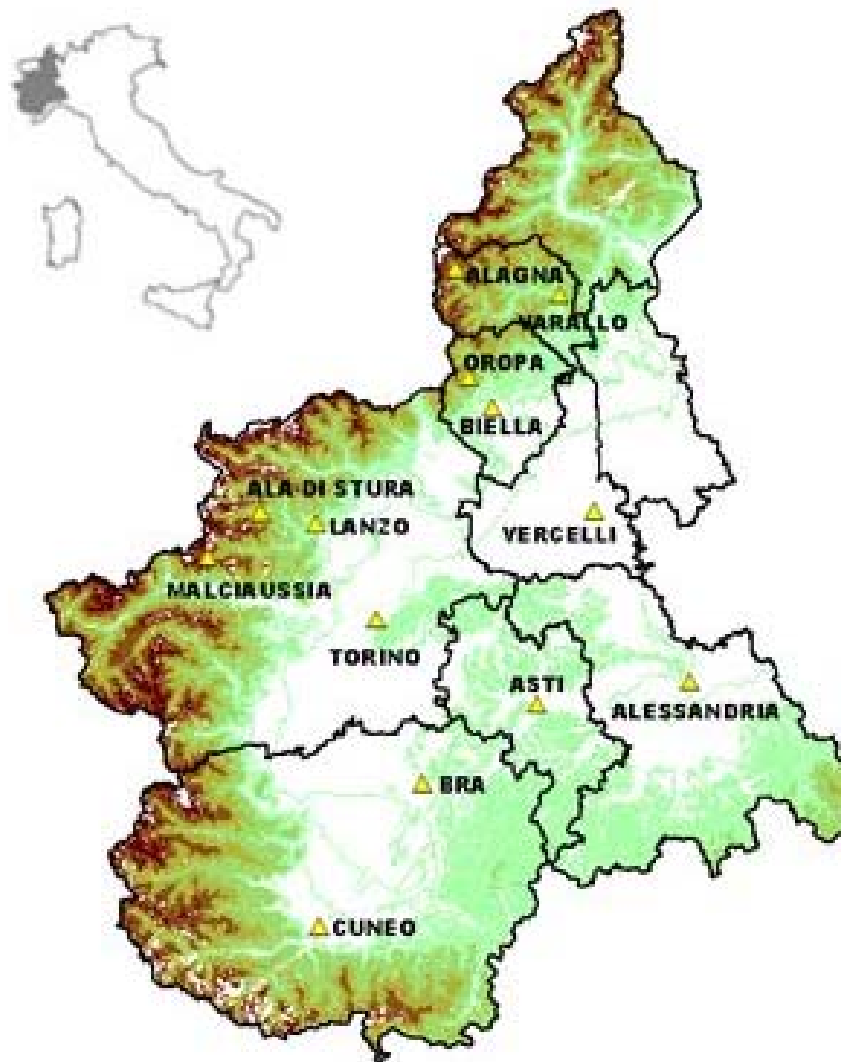 ALAGNA
VARALLO
OROPA
BIELLA
ALA DI STURA
LANZO
VERCELLI
MALCIAUSSIA
TORINO
ASTI
ALESSANDRIA
BRA
CUNEO